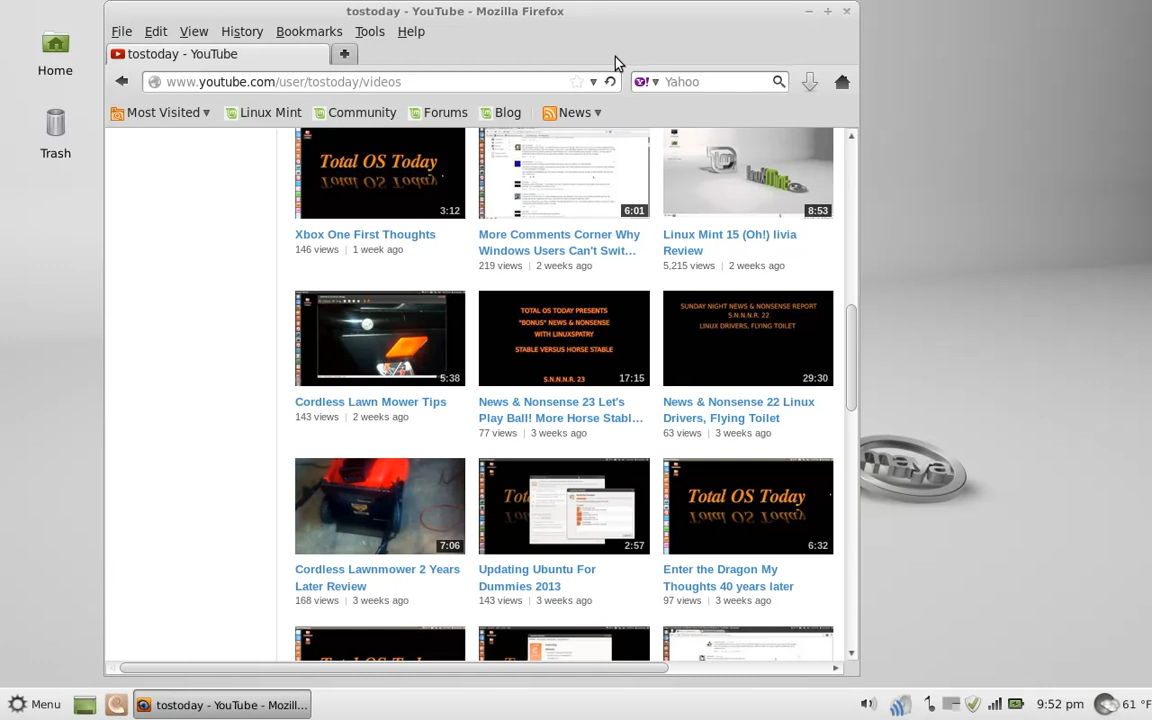 tostoday - YouTube - Mozilla Firefox
File Edit View History Bookmarks Tools Help
tostoday - YouTube
www.youtube.com/user/tostoday/videos
Yahoo
Most Visited Linux Mint Community Forums Blog News
Home
Trash
Total OS Today
3:12
6:01
8:53
Xbox One First Thoughts
146 views | 1 week ago
More Comments Corner Why
Windows Users Can't Swit...
219 views | 2 weeks ago
Linux Mint 15 (Oh!) livia
Review
5,215 views | 2 weeks ago
5:38
TOTAL OS TODAY PRESENTS
"BONUS" NEWS & NONSENSE
WITH LINUXSPATRY
STABLE VERSUS HORSE STABLE
S.N.N.N.R. 23
17:15
SUNDAY NIGHT NEWS & NONSENSE REPORT
S.N.N.N.R. 22
LINUX DRIVERS, FLYING TOILET
29:30
Cordless Lawn Mower Tips
143 views | 2 weeks ago
News & Nonsense 23 Let's
Play Ball! More Horse Stabl...
77 views | 3 weeks ago
News & Nonsense 22 Linux
Drivers, Flying Toilet
63 views | 3 weeks ago
7:06
2:57
Total OS Today
6:32
Cordless Lawnmower 2 Years
Later Review
168 views | 3 weeks ago
Updating Ubuntu For
Dummies 2013
143 views | 3 weeks ago
Enter the Dragon My
Thoughts 40 years later
97 views | 3 weeks ago
maya
Menu
tostoday - YouTube - Mozill...
9:52 pm
61 °F